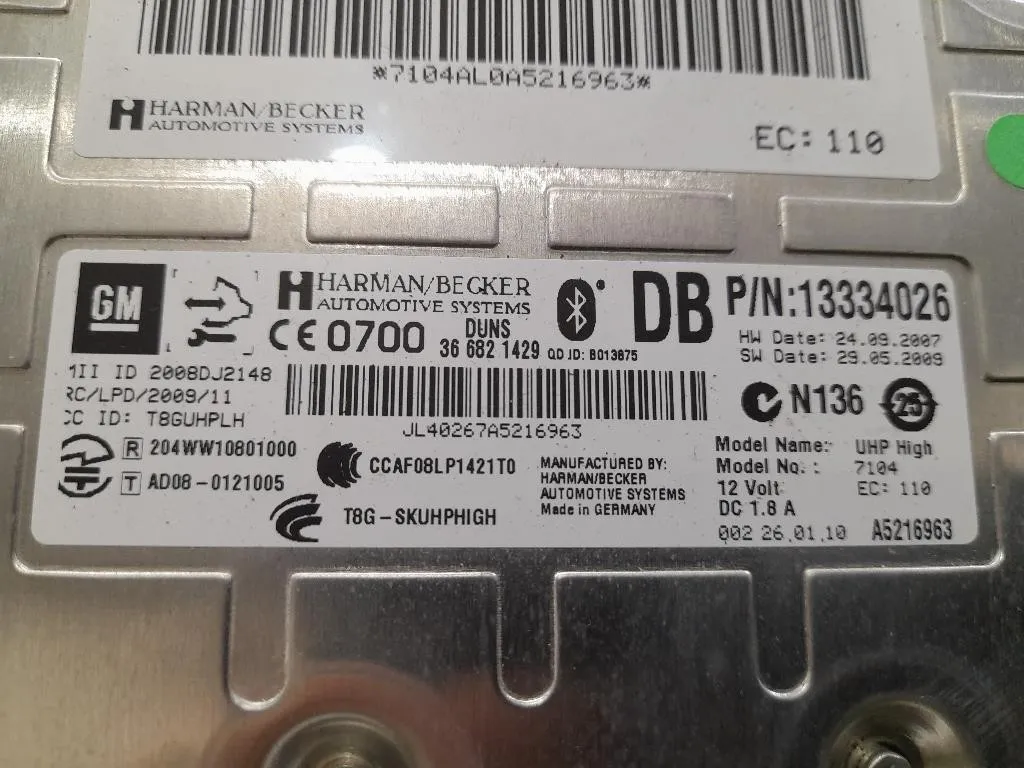 *7104AL0A5216963*
HARMAN/BECKER
AUTOMOTIVE SYSTEMS
EC: 110
GM
HARMAN/BECKER
AUTOMOTIVE SYSTEMS
CE 0700
DUNS
36 682 1429
QD ID: B013875
DB
P/N:13334026
HW Date: 24.09.2007
SW Date: 29.05.2009
ID 2008DJ2148
RC/LPD/2009/11
ID: T8GUHPLH
JL40267A5216963
N136
25
R 204WW10801000
T AD08-0121005
CCAF08LP1421T0
T8G-SKUHPHIGH
MANUFACTURED BY:
HARMAN/BECKER
AUTOMOTIVE SYSTEMS
Made in GERMANY
Model Name: UHP High
Model No.: 7104
12 Volt EC: 110
DC 1.8 A
002 26.01.10 A5216963